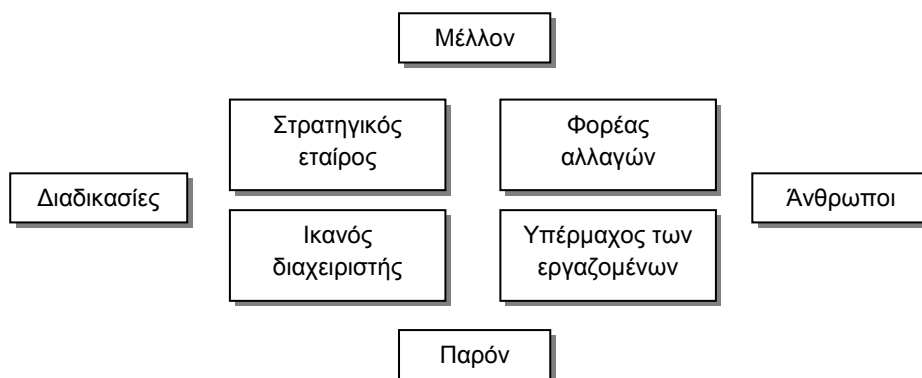 Μέλλον
Στρατηγικός
εταίρος
Φορέας
αλλαγών
Διαδικασίες
Άνθρωποι
Ικανός
διαχειριστής
Υπέρμαχος των
εργαζομένων
Παρόν